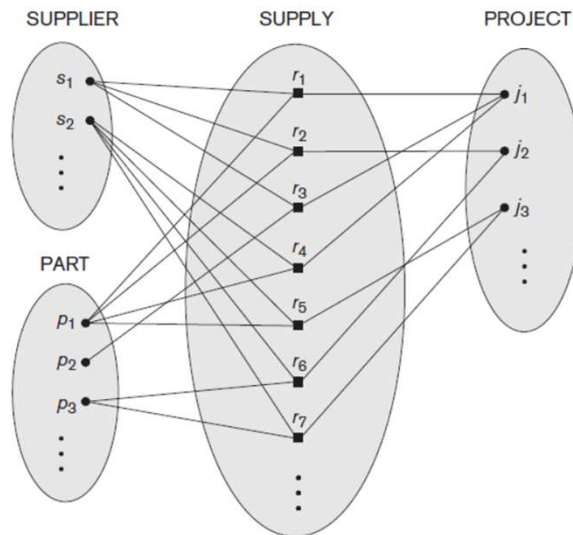 SUPPLIER
SUPPLY
PROJECT
s1
s2
PART
p1
p2
p3
r1
r2
r3
r4
r5
r6
r7
j1
j2
j3